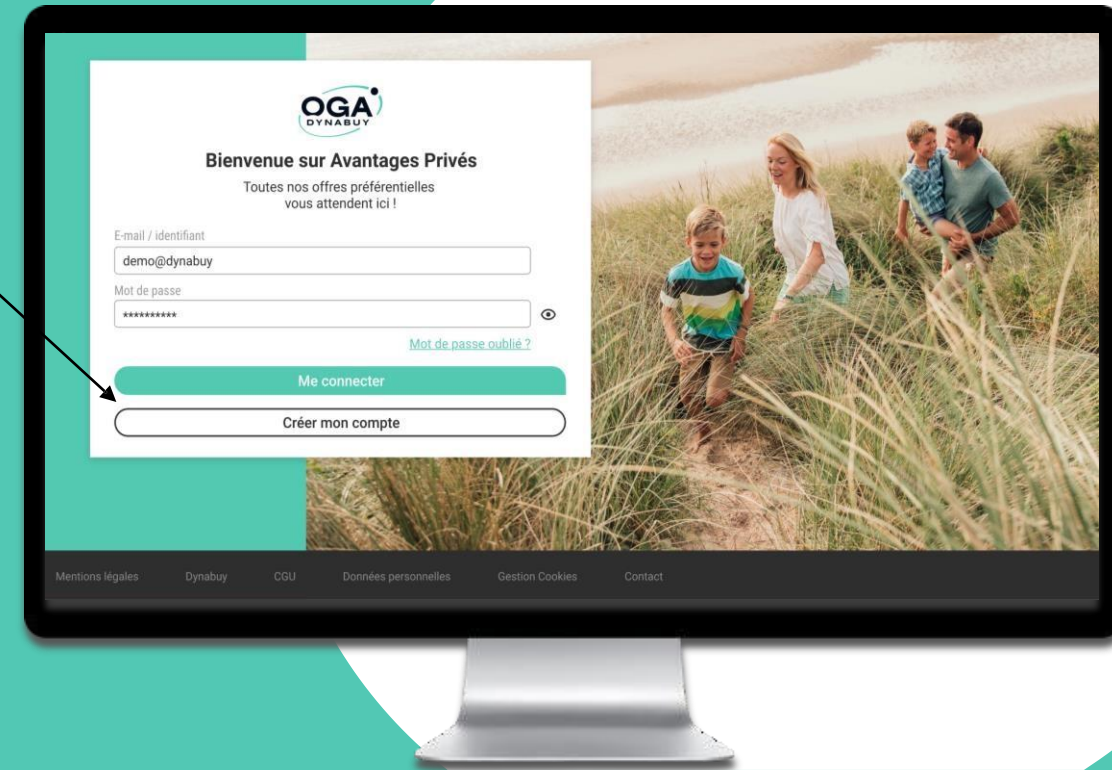 OGA
DYNABUY
Bienvenue sur Avantages Privés
Toutes nos offres préférentielles
vous attendent ici !
E-mail / identifiant
demo@dynabuy
Mot de passe
**********
Mot de passe oublié ?
Me connecter
Créer mon compte
Mentions légales Dynabuy CGU Données personnelles Gestion Cookies Contact